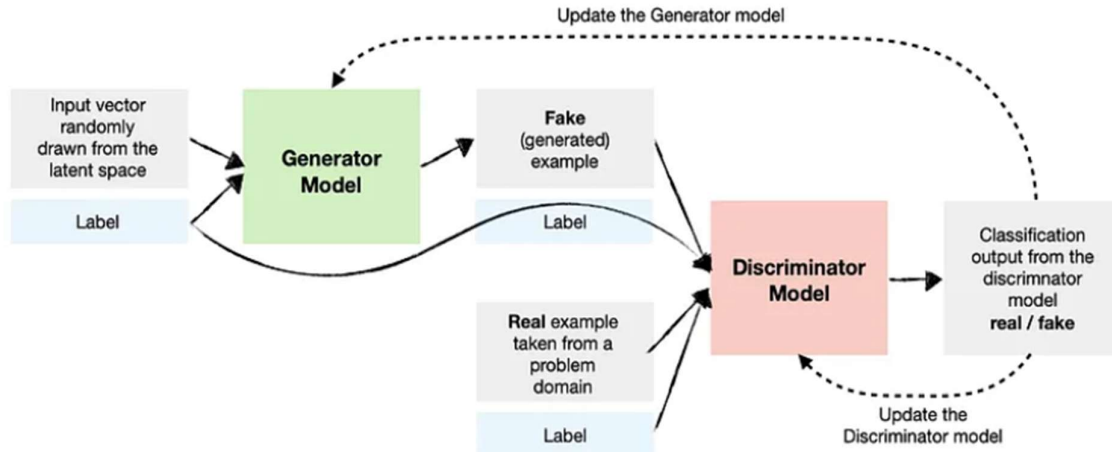 Update the Generator model
Input vector
randomly
drawn from the
latent space
Label
Generator
Model
Fake
(generated)
example
Label
Real example
taken from a
problem
domain
Label
Discriminator
Model
Classification
output from the
discrimnator
model
real / fake
Update the
Discriminator model